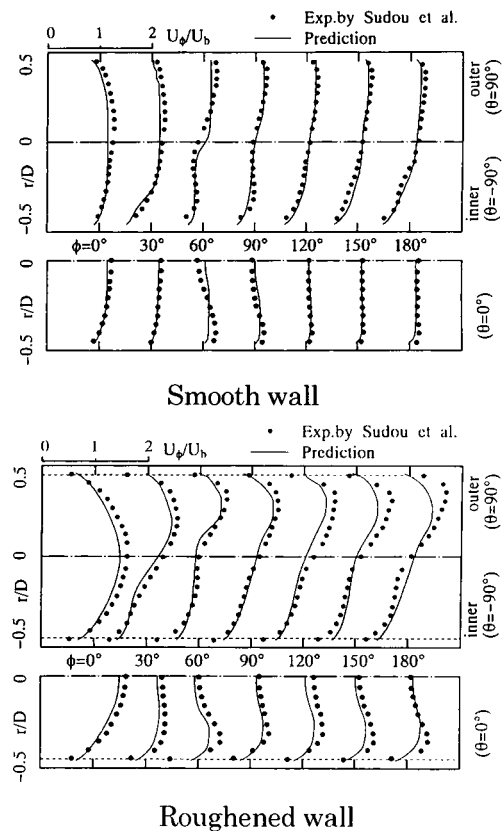 0 1 2 U_ϕ/U_b • Exp.by Sudou et al.
— Prediction
0.5
0
-0.5
r/D
outer
(θ=90°)
inner
(θ=-90°)
ϕ=0° 30° 60° 90° 120° 150° 180°
0
-0.5
r/D
(θ=0°)
Smooth wall
0 1 2 U_ϕ/U_b • Exp.by Sudou et al.
— Prediction
0.5
0
-0.5
r/D
outer
(θ=90°)
inner
(θ=-90°)
ϕ=0° 30° 60° 90° 120° 150° 180°
0
-0.5
r/D
(θ=0°)
Roughened wall